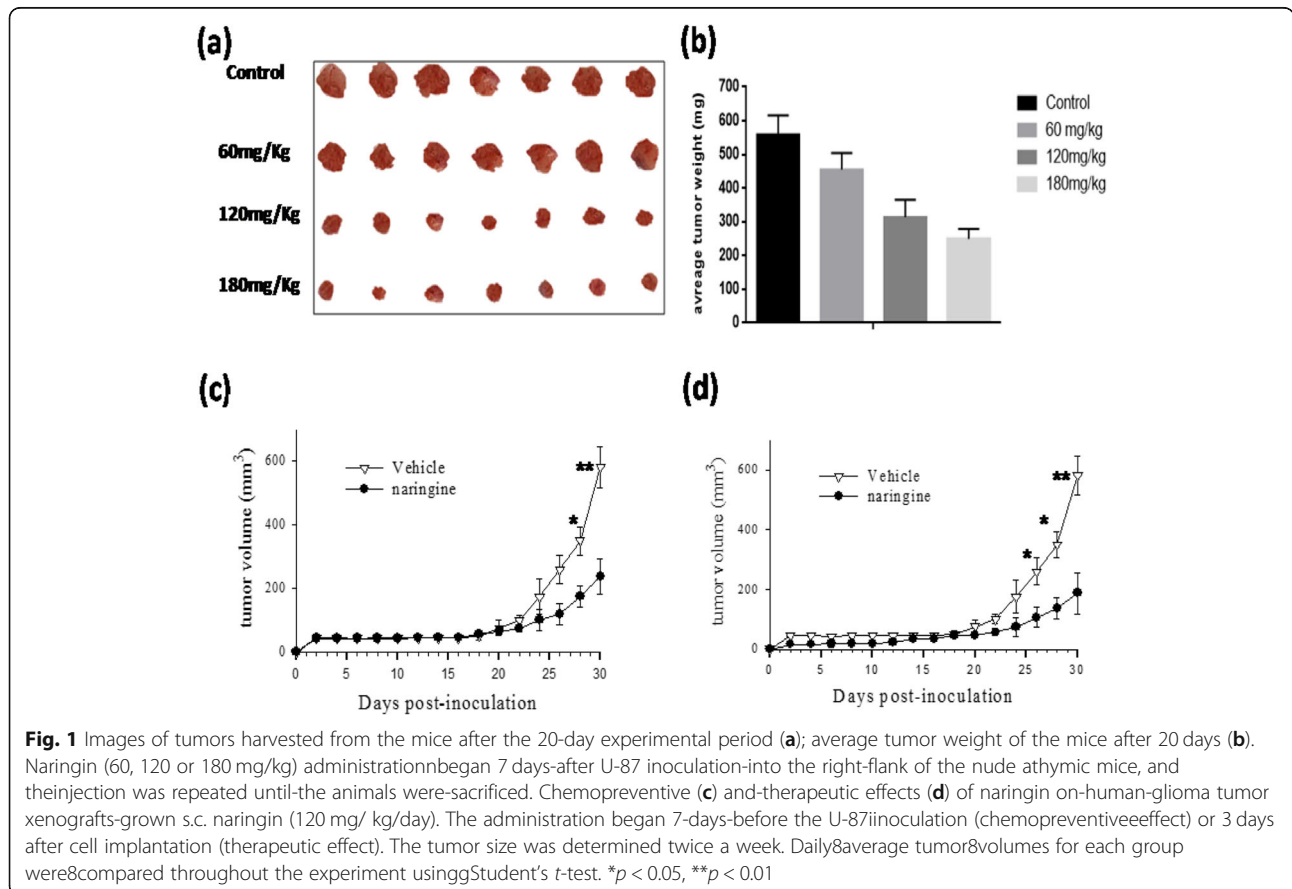 (a)
Control
60mg/Kg
120mg/Kg
180mg/Kg
(b)
avreage tumor weight (mg)
700
600
500
400
300
200
100
0
Control
60 mg/kg
120mg/kg
180mg/kg
(c)
tumor volume (mm³)
600
400
200
0
Vehicle
naringine
*
**
0 5 10 15 20 25 30
Days post-inoculation
(d)
tumor volume (mm³)
600
400
200
0
Vehicle
naringine
*
*
**
0 5 10 15 20 25 30
Days post-inoculation
Fig. 1 Images of tumors harvested from the mice after the 20-day experimental period (a); average tumor weight of the mice after 20 days (b).
Naringin (60, 120 or 180 mg/kg) administrationnbegan 7 days-after U-87 inoculation-into the right-flank of the nude athymic mice, and
theinjection was repeated until-the animals were-sacrificed. Chemopreventive (c) and-therapeutic effects (d) of naringin on-human-glioma tumor
xenografts-grown s.c. naringin (120 mg/ kg/day). The administration began 7-days-before the U-87iinoculation (chemopreventiveeeffect) or 3 days
after cell implantation (therapeutic effect). The tumor size was determined twice a week. Daily8average tumor8volumes for each group
were8compared throughout the experiment usinggStudent's t-test. *p < 0.05, **p < 0.01